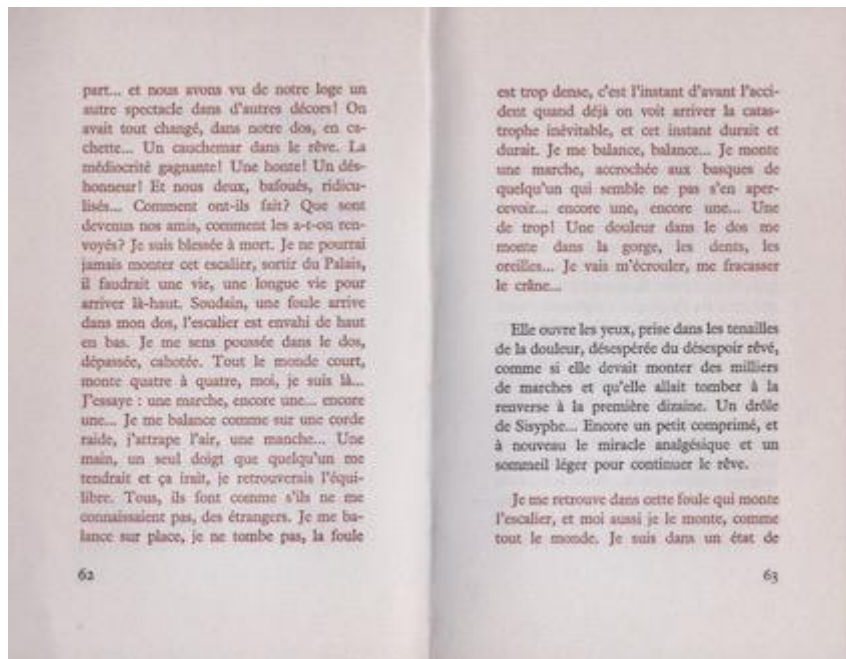 part... et nous avons vu de notre loge un
autre spectacle dans d'autres décors! On
avait tout changé, dans notre dos, en ca-
chette... Un cauchemar dans le rêve. La
médiocrité gagnante! Une honte! Un dés-
honneur! Et nous deux, bafoués, ridicu-
lisés... Comment ont-ils fait? Que sont
devenus nos amis, comment les a-t-on ren-
voyés? Je suis blessée à mort. Je ne pourrai
jamais monter cet escalier, sortir du Palais,
il faudrait une vie, une longue vie pour
arriver là-haut. Soudain, une foule arrive
dans mon dos, l'escalier est envahi de haut
en bas. Je me sens poussée dans le dos,
dépassée, cahotée. Tout le monde court,
monte quatre à quatre, moi, je suis là...
J'essaye : une marche, encore une... encore
une... Je me balance comme sur une corde
raide, j'attrape l'air, une manche... Une
main, un seul doigt que quelqu'un me
tendrait et ça irait, je retrouverais l'équi-
libre. Tous, ils font comme s'ils ne me
connaissaient pas, des étrangers. Je me ba-
lance sur place, je ne tombe pas, la foule
62
est trop dense, c'est l'instant d'avant l'acci-
dent quand déjà on voit arriver la catas-
trophe inévitable, et cet instant durait et
durait. Je me balance, balance... Je monte
une marche, accrochée aux basques de
quelqu'un qui semble ne pas s'en aper-
cevoir... encore une, encore une... Une
de trop! Une douleur dans le dos me
monte dans la gorge, les dents, les
oreilles... Je vais m'écrouler, me fracasser
le crâne...
Elle ouvre les yeux, prise dans les tenailles
de la douleur, désespérée du désespoir rêvé,
comme si elle devait monter des milliers
de marches et qu'elle allait tomber à la
renverse à la première dizaine. Un drôle
de Sisyphe... Encore un petit comprimé, et
à nouveau le miracle analgésique et un
sommeil léger pour continuer le rêve.
Je me retrouve dans cette foule qui monte
l'escalier, et moi aussi je le monte, comme
tout le monde. Je suis dans un état de
63